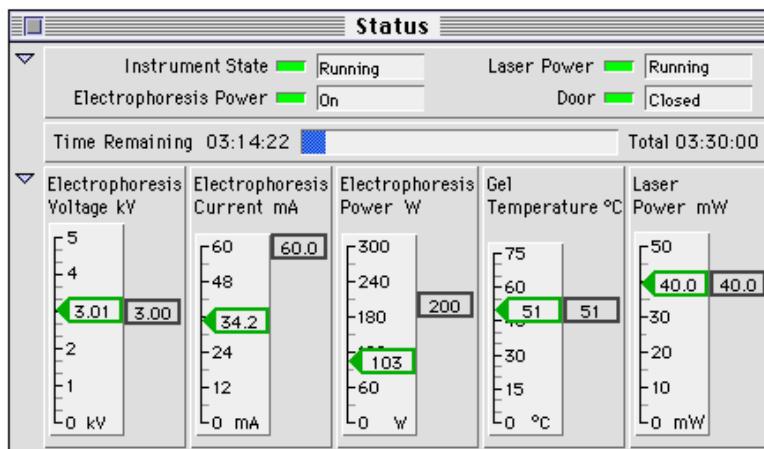 Status
Instrument State Running Laser Power Running
Electrophoresis Power On Door Closed
Time Remaining 03:14:22 Total 03:30:00
Electrophoresis
Voltage kV
5
4
3.01 3.00
2
1
0 kV
Electrophoresis
Current mA
60 60.0
48
34.2
24
12
0 mA
Electrophoresis
Power W
300
240
200
180
103
60
0 W
Gel
Temperature °C
75
60
51 51
30
15
0 °C
Laser
Power mW
50
40.0 40.0
30
20
10
0 mW